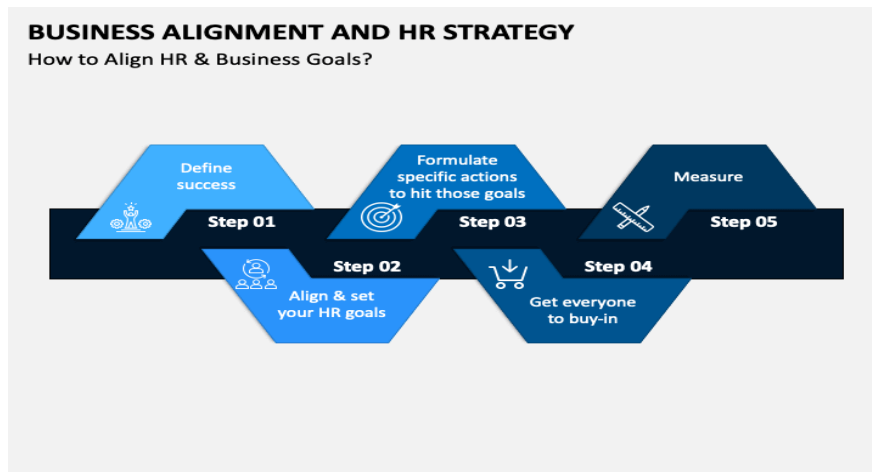 BUSINESS ALIGNMENT AND HR STRATEGY
How to Align HR & Business Goals?
Define
success
Step 01
Step 02
Align & set
your HR goals
Formulate
specific actions
to hit those goals
Step 03
Step 04
Get everyone
to buy-in
Measure
Step 05